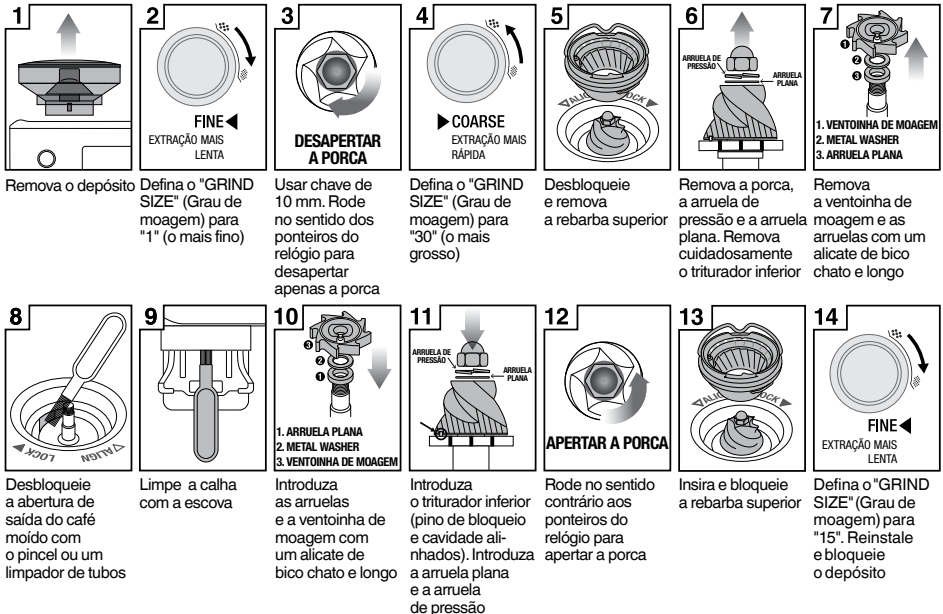 1
Remova o depósito
2
FINE◀
EXTRAÇÃO MAIS
LENTA
Defina o "GRIND
SIZE" (Grau de
moagem) para
"1" (o mais fino)
3
DESAPERTAR
A PORCA
Usar chave de
10 mm. Rode
no sentido dos
ponteiros do
relógio para
desapertar
apenas a porca
4
▶COARSE
EXTRAÇÃO MAIS
RÁPIDA
Defina o "GRIND
SIZE" (Grau de
moagem) para
"30" (o mais
grosso)
5
ALIGN LOCK
Desbloqueie
e remova
a rebarba superior
6
ARRUELA DE
PRESSÃO
ARRUELA
PLANA
Remova a porca,
a arruela de
pressão e a arruela
plana. Remova
cuidadosamente
o triturador inferior
7
1
2
3
1. VENTOINHA DE MOAGEM
2. METAL WASHER
3. ARRUELA PLANA
Remova
a ventoinha de
moagem e as
arruelas com um
alicate de bico
chato e longo
8
LOCK ALIGN
Desbloqueie
a abertura de
saída do café
moído com
o pincel ou um
limpador de tubos
9
Limpe a calha
com a escova
10
3
2
1
1. ARRUELA PLANA
2. METAL WASHER
3. VENTOINHA DE MOAGEM
Introduza
as arruelas
e a ventoinha de
moagem com
um alicate de
bico chato e longo
11
ARRUELA DE
PRESSÃO
ARRUELA
PLANA
Introduza
o triturador inferior
(pino de bloqueio
e cavidade ali-
nhados). Introduza
a arruela plana
e a arruela
de pressão
12
APERTAR A PORCA
Rode no sentido
contrário aos
ponteiros do
relógio para
apertar a porca
13
ALIGN LOCK
Insira e bloqueie
a rebarba superior
14
FINE◀
EXTRAÇÃO MAIS
LENTA
Defina o "GRIND
SIZE" (Grau de
moagem) para
"15". Reinstale
e bloqueie
o depósito